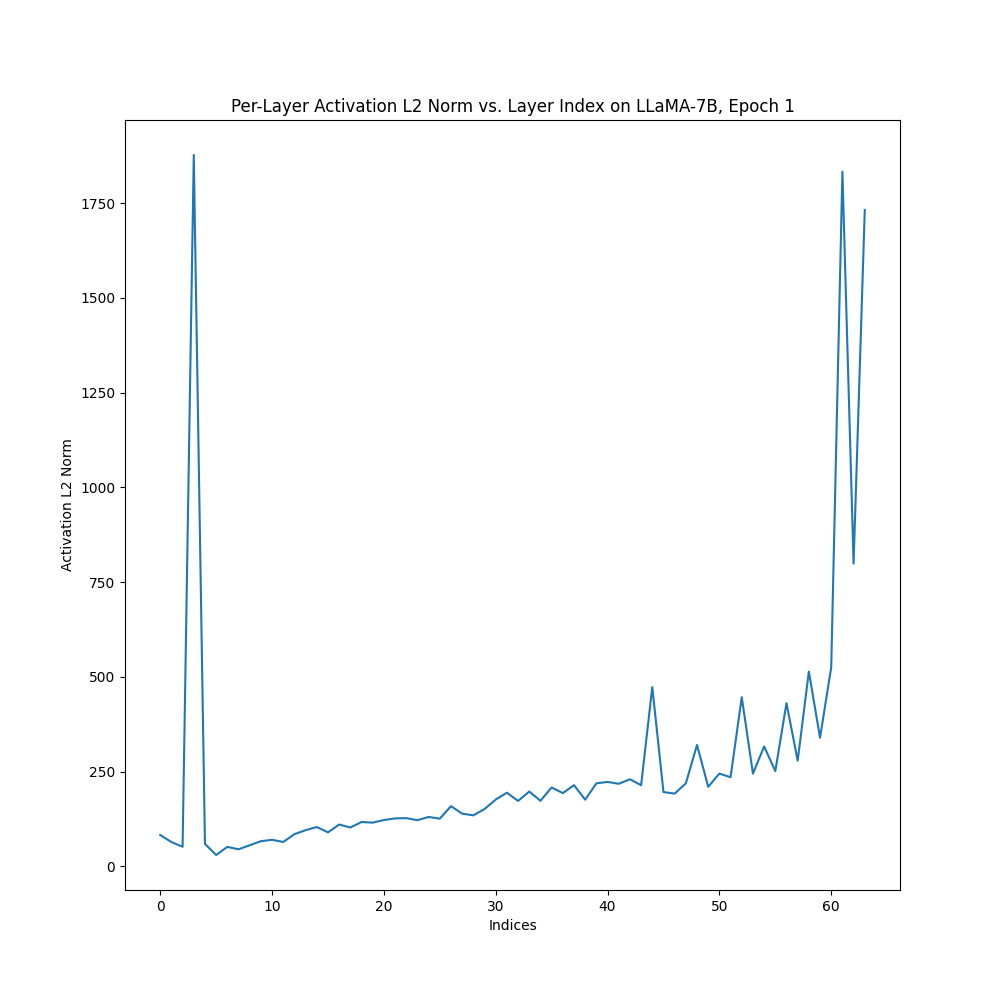 Per-Layer Activation L2 Norm vs. Layer Index on LLaMA-7B, Epoch 1
Activation L2 Norm
1750
1500
1250
1000
750
500
250
0
0 10 20 30 40 50 60
Indices